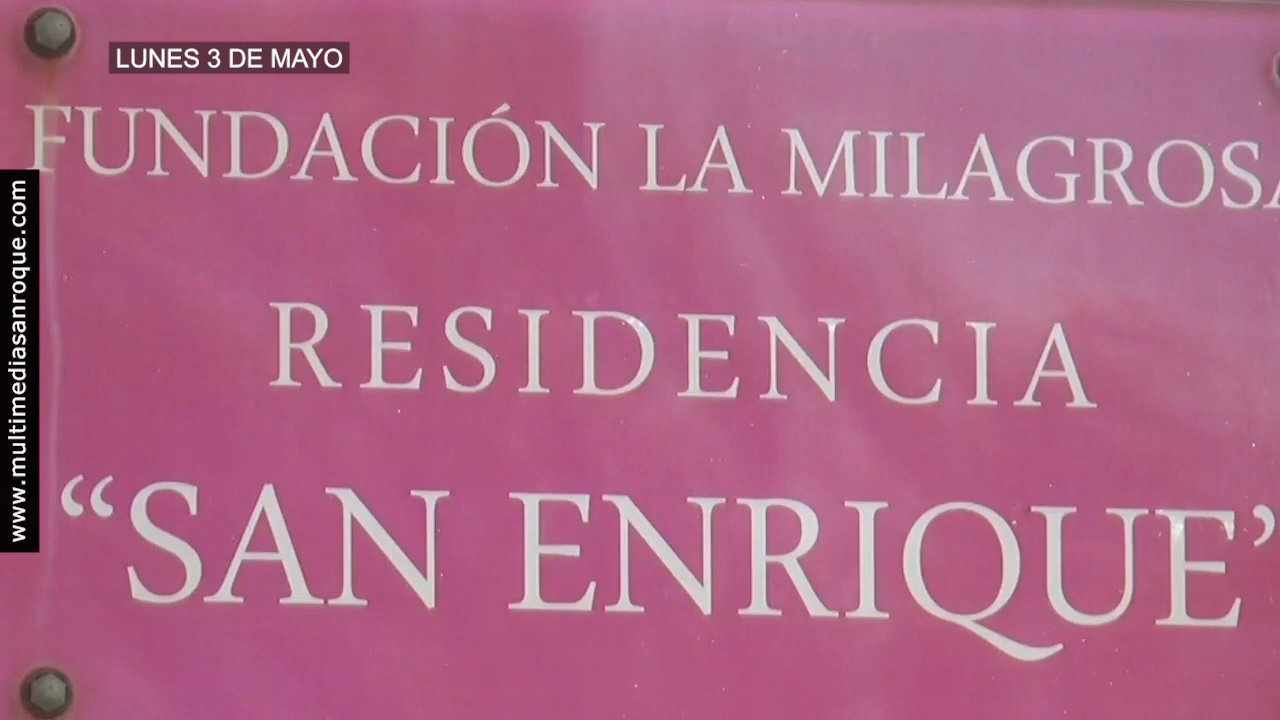 LUNES 3 DE MAYO
FUNDACIÓN LA MILAGROSA
RESIDENCIA
“SAN ENRIQUE”
www.multimediasanroque.com